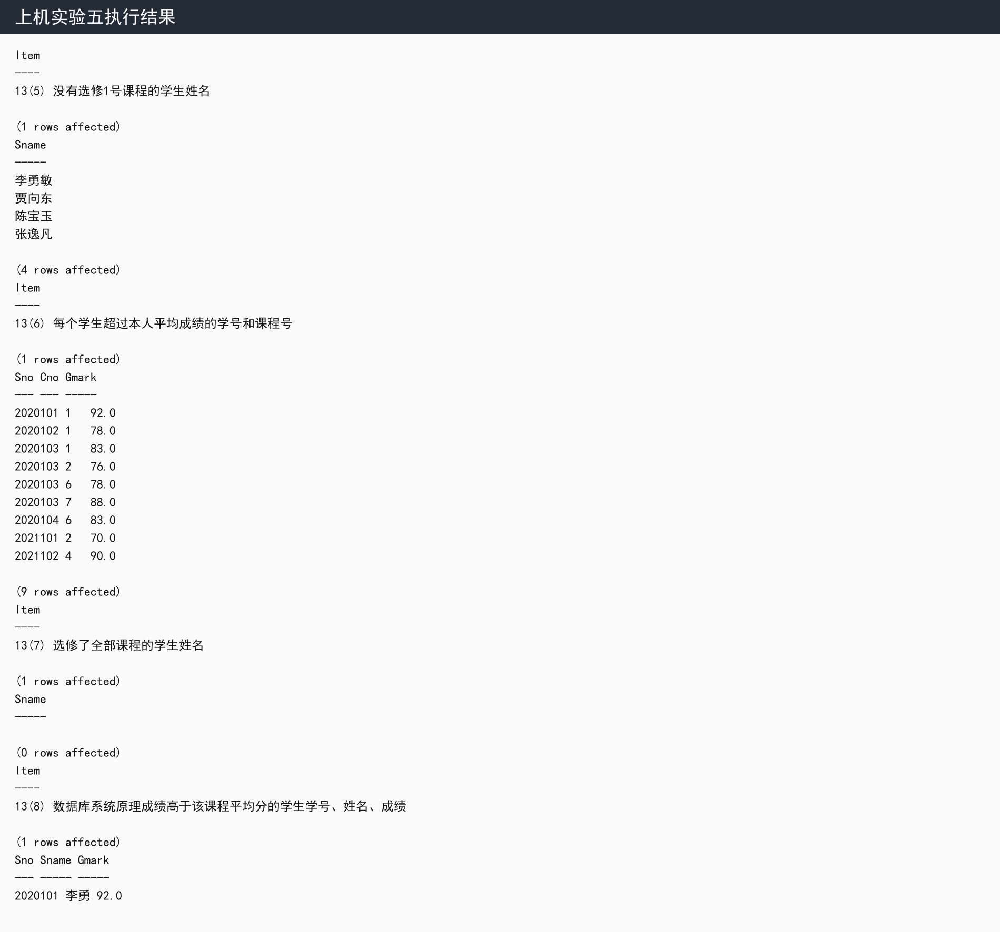 上机实验五执行结果
Item
----
13(5) 没有选修1号课程的学生姓名
(1 rows affected)
Sname
-----
李勇敏
贾向东
陈宝玉
张逸凡
(4 rows affected)
Item
----
13(6) 每个学生超过本人平均成绩的学号和课程号
(1 rows affected)
Sno Cno Gmark
--- --- -----
2020101 1   92.0
2020102 1   78.0
2020103 1   83.0
2020103 2   76.0
2020103 6   78.0
2020103 7   88.0
2020104 6   83.0
2021101 2   70.0
2021102 4   90.0
(9 rows affected)
Item
----
13(7) 选修了全部课程的学生姓名
(1 rows affected)
Sname
-----
(0 rows affected)
Item
----
13(8) 数据库系统原理成绩高于该课程平均分的学生学号、姓名、成绩
(1 rows affected)
Sno Sname Gmark
--- ----- -----
2020101 李勇 92.0